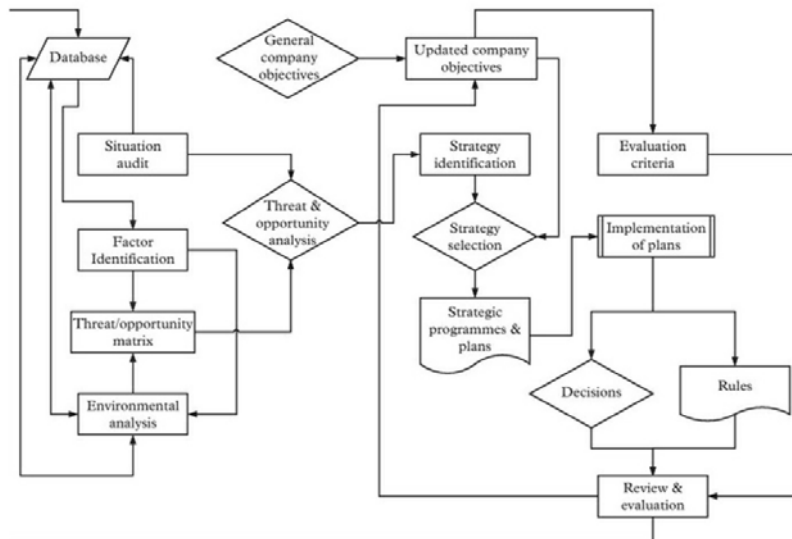 Database
General
company
objectives
Updated company
objectives
Situation
audit
Strategy
identification
Evaluation
criteria
Threat &
opportunity
analysis
Factor
Identification
Strategy
selection
Implementation
of plans
Threat/opportunity
matrix
Strategic
programmes &
plans
Environmental
analysis
Decisions
Rules
Review &
evaluation